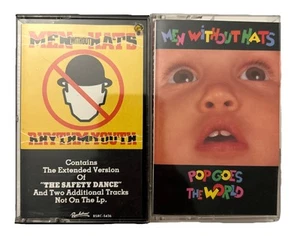 MEN WITHOUT HATS
RHYTHM OF YOUTH
Contains
The Extended Version
Of
"THE SAFETY DANCE"
And Two Additional Tracks
Not On The Lp.
Backstreet
MEN WITHOUT HATS
POP GOES
THE WORLD